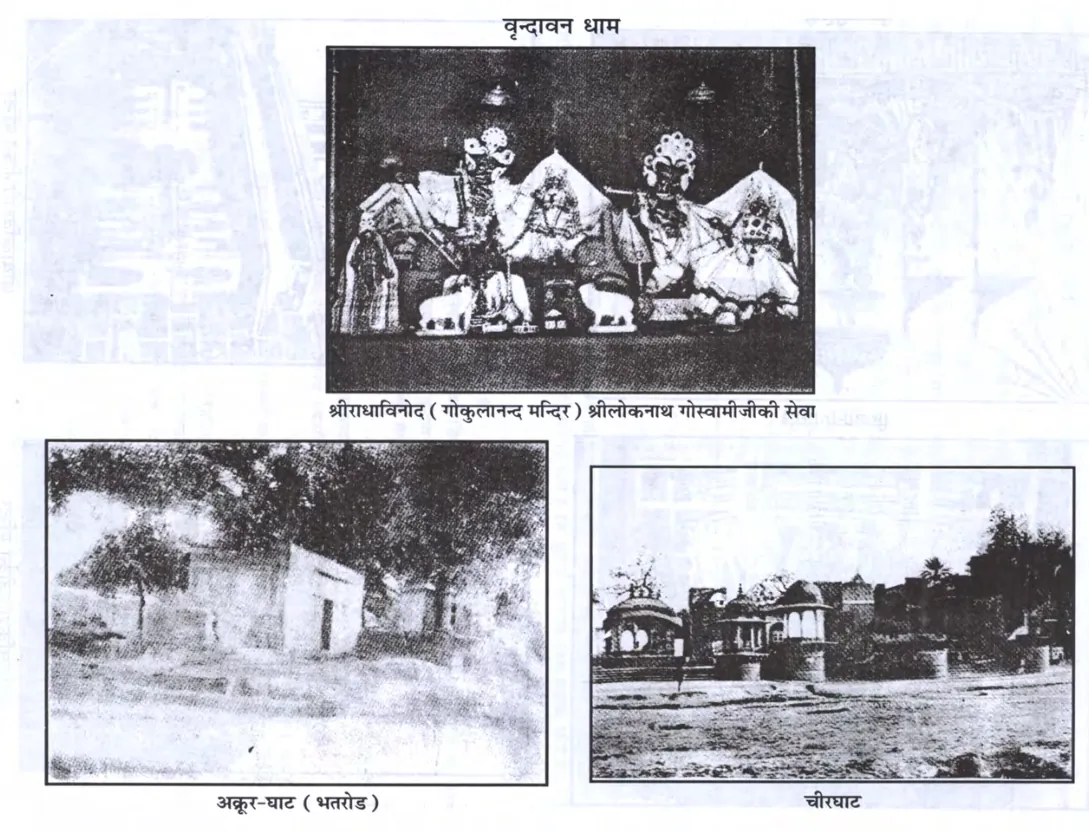 वृन्दावन धाम
श्रीराधाविनोद ( गोकुलानन्द मन्दिर ) श्रीलोकनाथ गोस्वामीजीकी सेवा
अक्रूर-घाट ( भतरोड )
चीरघाट